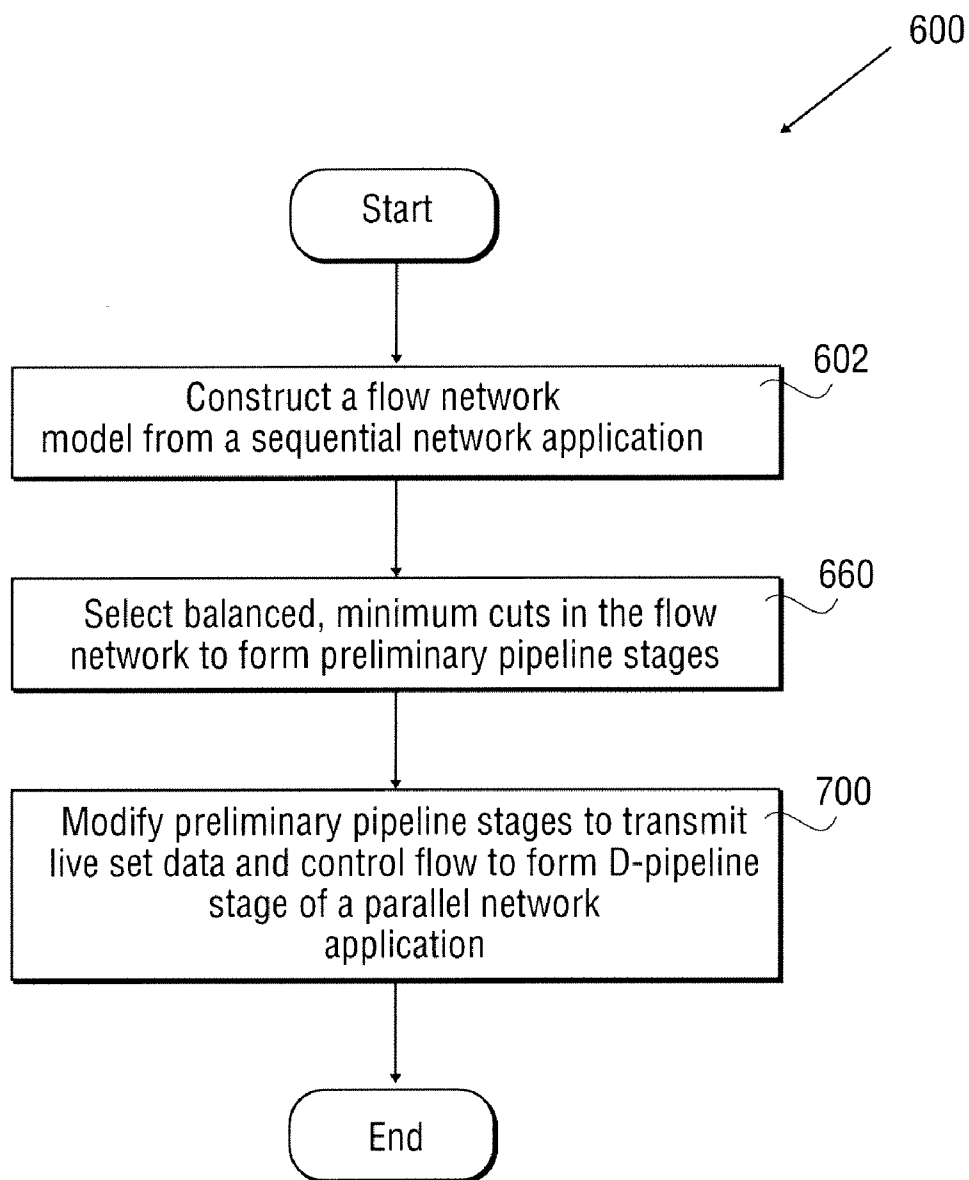 600
Start
602
Construct a flow network
model from a sequential network application
660
Select balanced, minimum cuts in the flow
network to form preliminary pipeline stages
700
Modify preliminary pipeline stages to transmit
live set data and control flow to form D-pipeline
stage of a parallel network
application
End